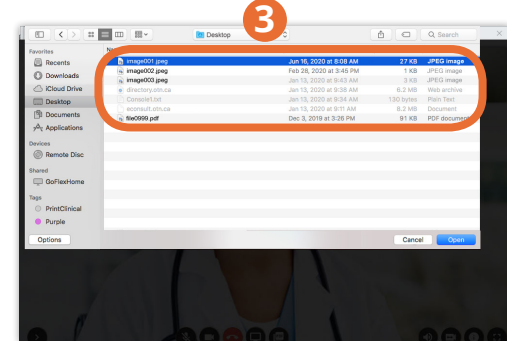 3
Desktop
Search
Favorites
Recents
Downloads
iCloud Drive
Desktop
Documents
Applications
Devices
Remote Disc
Shared
GoFlexHome
Tags
PrintClinical
Purple
image001.jpeg Jun 16, 2020 at 8:08 AM 27 KB JPEG image
image002.jpeg Feb 28, 2020 at 3:45 PM 1 KB JPEG image
image003.jpeg Jan 13, 2020 at 9:43 AM 3 KB JPEG image
directory.otn.ca Jan 13, 2020 at 9:38 AM 6.2 MB Web archive
Console1.txt Jan 13, 2020 at 9:34 AM 130 bytes Plain Text
econsult.otn.ca Jan 13, 2020 at 9:11 AM 8.2 MB Document
file0999.pdf Dec 3, 2019 at 3:26 PM 91 KB PDF document
Options
Cancel
Open